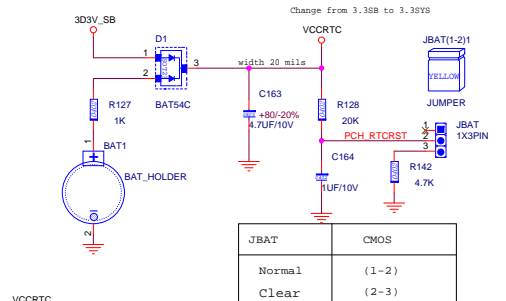 Change from 3.3SB to 3.3SYS
3D3V_SB
VCCRTC
D1
JBAT(1-2)1
1
2
3
width 20 mils
YELLOW
BAT54C
JUMPER
C163
+80/-20%
4.7UF/10V
R127
1K
R128
20K
JBAT
1X3PIN
PCH_RTCRST
1
2
3
1
BAT1
BAT_HOLDER
2
C164
1UF/10V
R142
4.7K
JBAT CMOS
Normal (1-2)
Clear (2-3)
VCCRTC